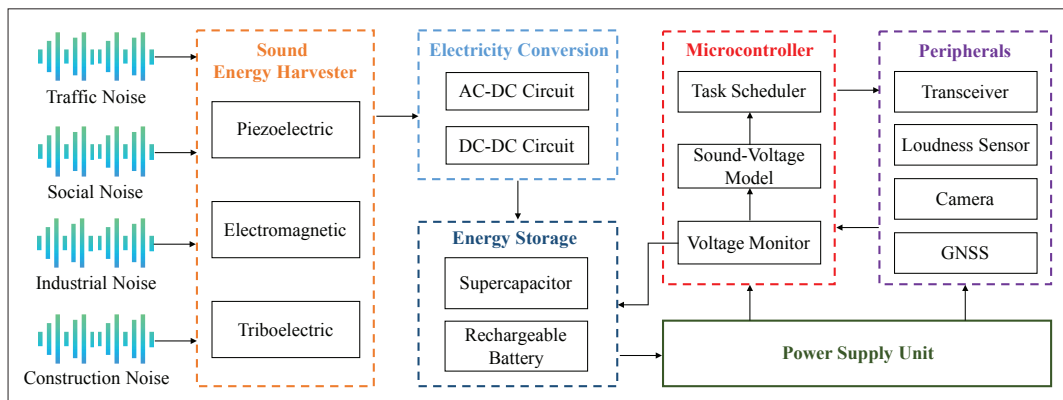 Traffic Noise
Social Noise
Industrial Noise
Construction Noise
Sound
Energy Harvester
Piezoelectric
Electromagnetic
Triboelectric
Electricity Conversion
AC-DC Circuit
DC-DC Circuit
Energy Storage
Supercapacitor
Rechargeable
Battery
Microcontroller
Task Scheduler
Sound-Voltage
Model
Voltage Monitor
Peripherals
Transceiver
Loudness Sensor
Camera
GNSS
Power Supply Unit